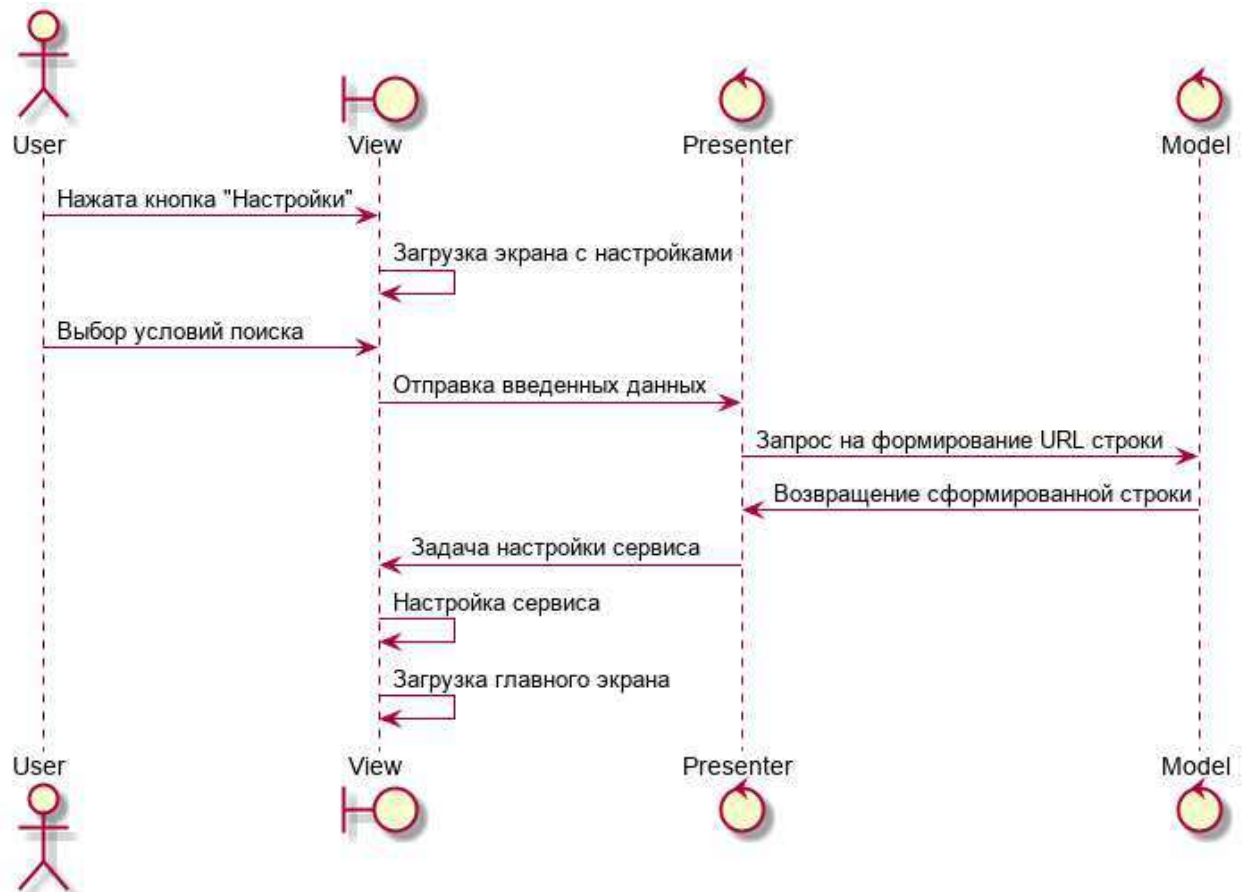 User
View
Presenter
Model
Нажата кнопка "Настройки"
Загрузка экрана с настройками
Выбор условий поиска
Отправка введенных данных
Запрос на формирование URL строки
Возвращение сформированной строки
Задача настройки сервиса
Настройка сервиса
Загрузка главного экрана
User
View
Presenter
Model